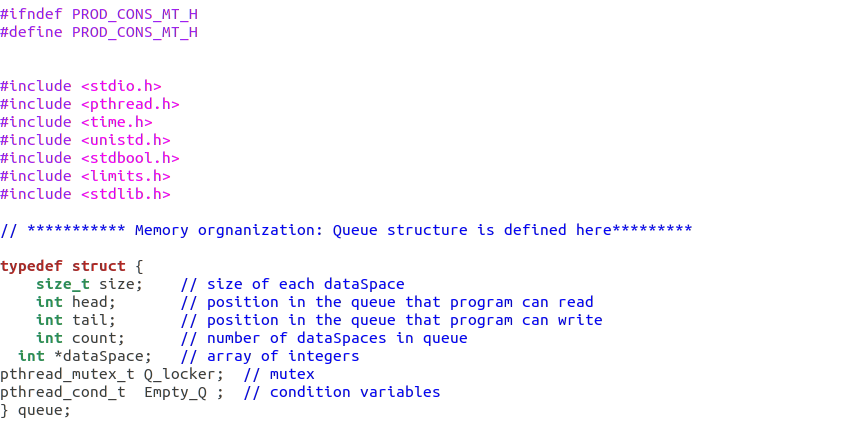 #ifndef PROD_CONS_MT_H
#define PROD_CONS_MT_H
#include <stdio.h>
#include <pthread.h>
#include <time.h>
#include <unistd.h>
#include <stdbool.h>
#include <limits.h>
#include <stdlib.h>
// *********** Memory orgnanization: Queue structure is defined here*********
typedef struct {
    size_t size;    // size of each dataSpace
    int head;       // position in the queue that program can read
    int tail;       // position in the queue that program can write
    int count;      // number of dataSpaces in queue
  int *dataSpace;   // array of integers
pthread_mutex_t Q_locker;  // mutex
pthread_cond_t  Empty_Q ;  // condition variables
} queue;